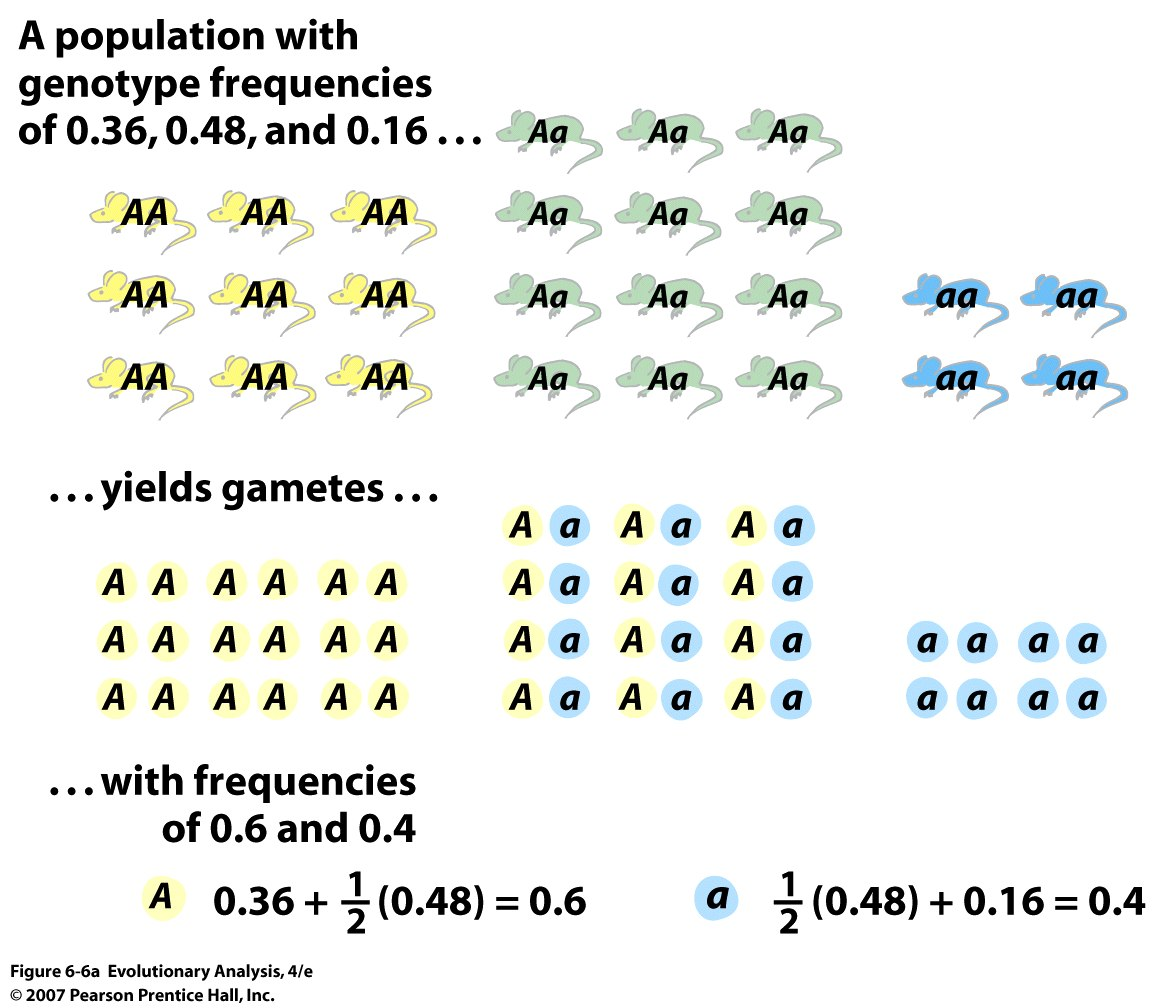 A population with
genotype frequencies
of 0.36, 0.48, and 0.16 . . .
Aa Aa Aa
AA AA AA Aa Aa Aa
AA AA AA Aa Aa Aa aa aa
AA AA AA Aa Aa Aa aa aa
. . . yields gametes . . .
A a A a A a
A A A A A A A a A a A a
A A A A A A A a A a A a a a a a
A A A A A A A a A a A a a a a a
. . . with frequencies
of 0.6 and 0.4
A 0.36 + 1/2 (0.48) = 0.6 a 1/2 (0.48) + 0.16 = 0.4
Figure 6-6a Evolutionary Analysis, 4/e
© 2007 Pearson Prentice Hall, Inc.